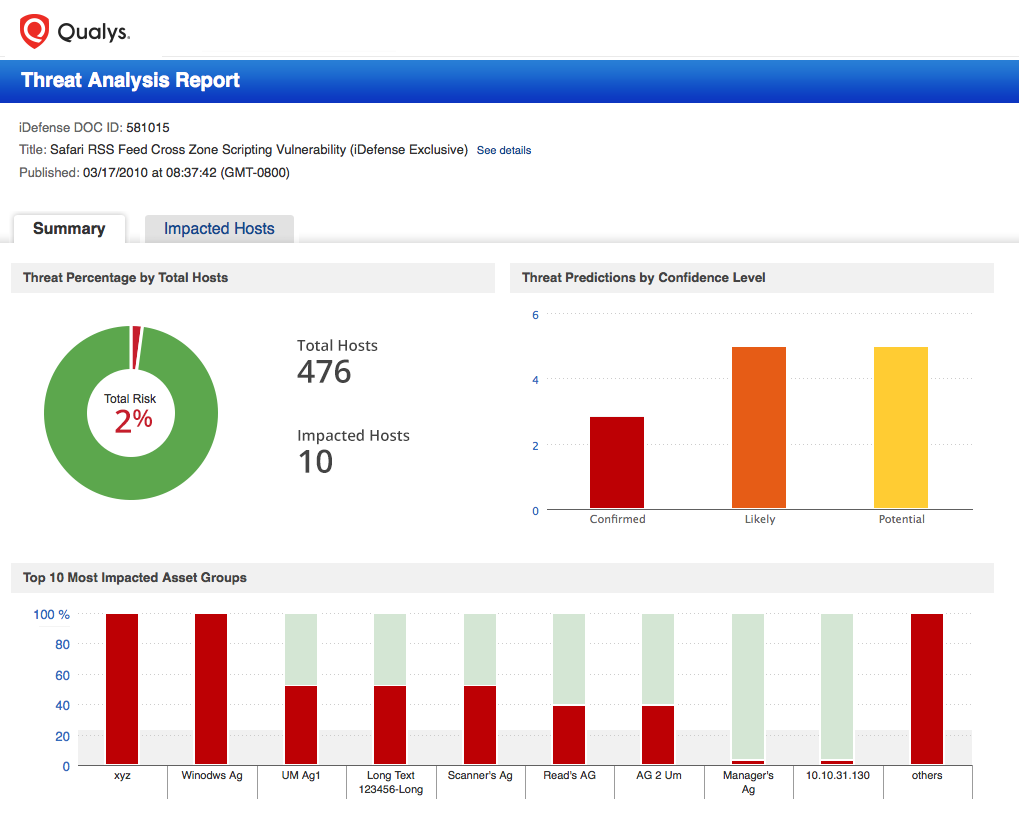 Qualys.
Threat Analysis Report
iDefense DOC ID: 581015
Title: Safari RSS Feed Cross Zone Scripting Vulnerability (iDefense Exclusive) See details
Published: 03/17/2010 at 08:37:42 (GMT-0800)
Summary
Impacted Hosts
Threat Percentage by Total Hosts
Total Risk
2%
Total Hosts
476
Impacted Hosts
10
Threat Predictions by Confidence Level
6
4
2
0
Confirmed
Likely
Potential
Top 10 Most Impacted Asset Groups
100 %
80
60
40
20
0
xyz
Winodws Ag
UM Ag1
Long Text
123456-Long
Scanner's Ag
Read's AG
AG 2 Um
Manager's
Ag
10.10.31.130
others